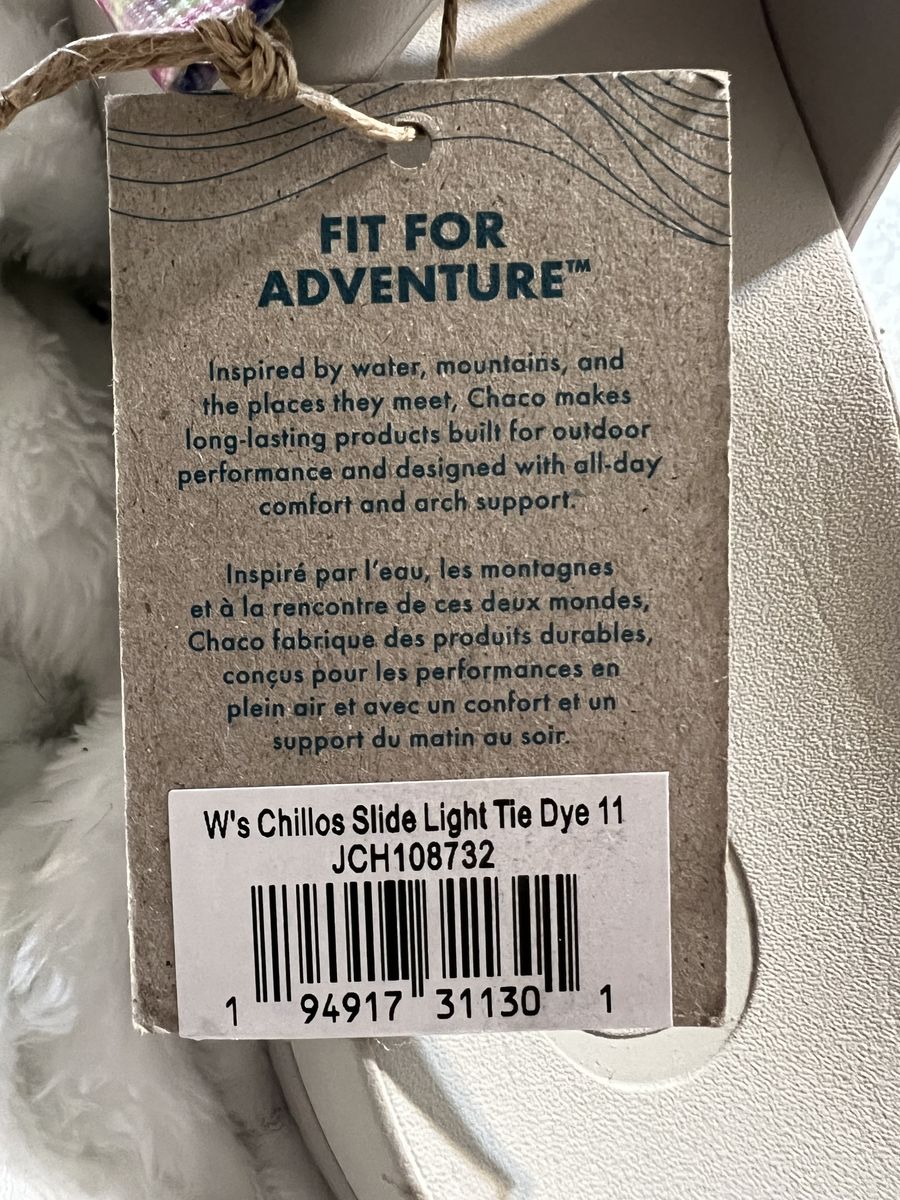 FIT FOR
ADVENTURE™
Inspired by water, mountains, and
the places they meet, Chaco makes
long-lasting products built for outdoor
performance and designed with all-day
comfort and arch support.
Inspiré par l'eau, les montagnes
et à la rencontre de ces deux mondes,
Chaco fabrique des produits durables,
conçus pour les performances en
plein air et avec un confort et un
support du matin au soir.
W's Chillos Slide Light Tie Dye 11
JCH108732
1 94917 31130 1